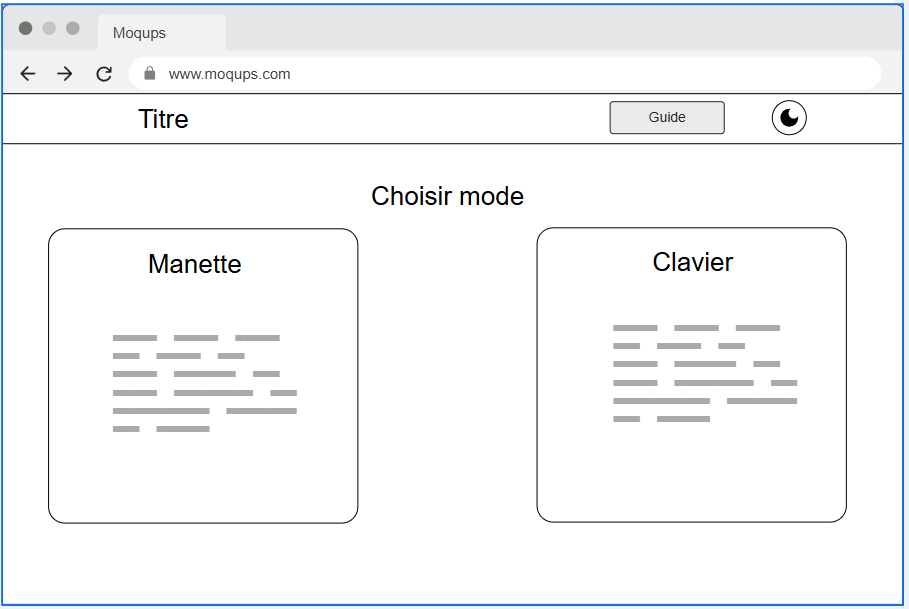 Moqups
www.moqups.com
Titre
Guide
Choisir mode
Manette
Clavier